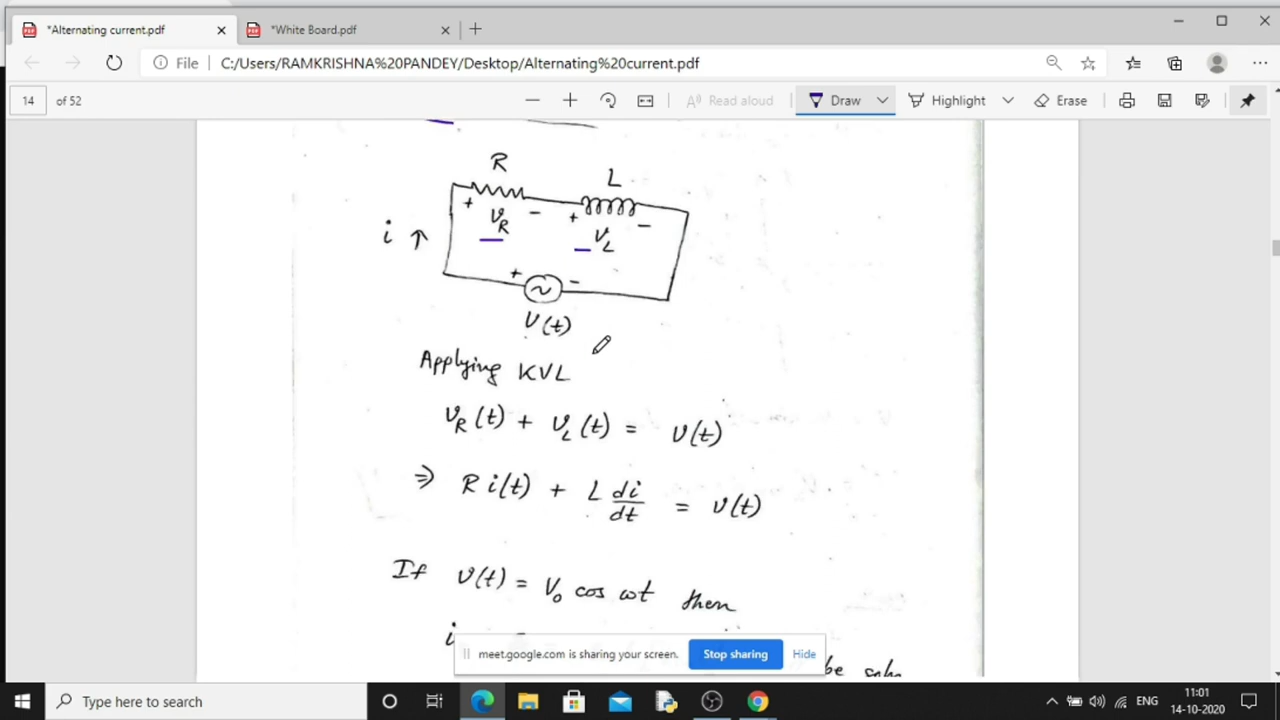 *Alternating current.pdf
*White Board.pdf
File | C:/Users/RAMKRISHNA%20PANDEY/Desktop/Alternating%20current.pdf
14 of 52
Read aloud
Draw
Highlight
Erase
R
L
+ v_R -
+ v_L -
i ↑
+ ~ -
v(t)
Applying KVL
v_R(t) + v_L(t) = v(t)
⇒ R i(t) + L di/dt = v(t)
If v(t) = V₀ cos ωt then
i
meet.google.com is sharing your screen.
Stop sharing
Hide
be
Type here to search
ENG
11:01
14-10-2020